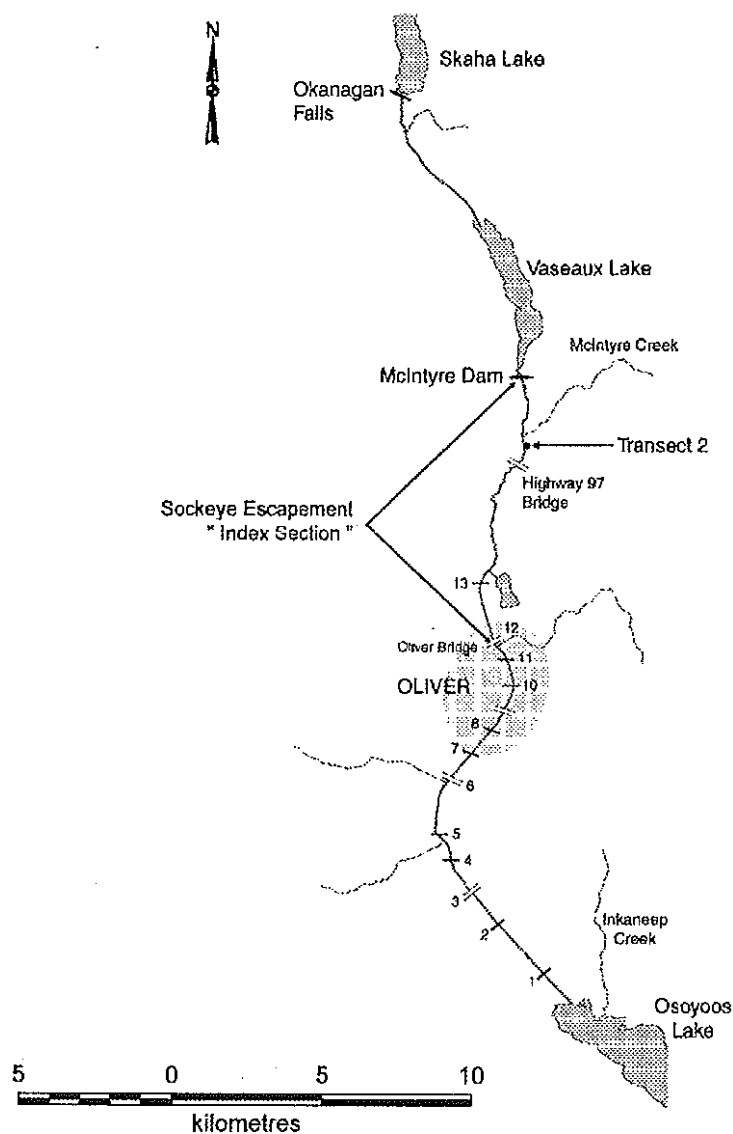 N
Skaha Lake
Okanagan
Falls
Vaseaux Lake
McIntyre Creek
McIntyre Dam
Transect 2
Highway 97
Bridge
Sockeye Escapement
" Index Section "
13
12
Oliver Bridge
11
OLIVER
10
8
7
6
5
4
3
2
Inkaneep
Creek
1
Osoyoos
Lake
5 0 5 10
kilometres